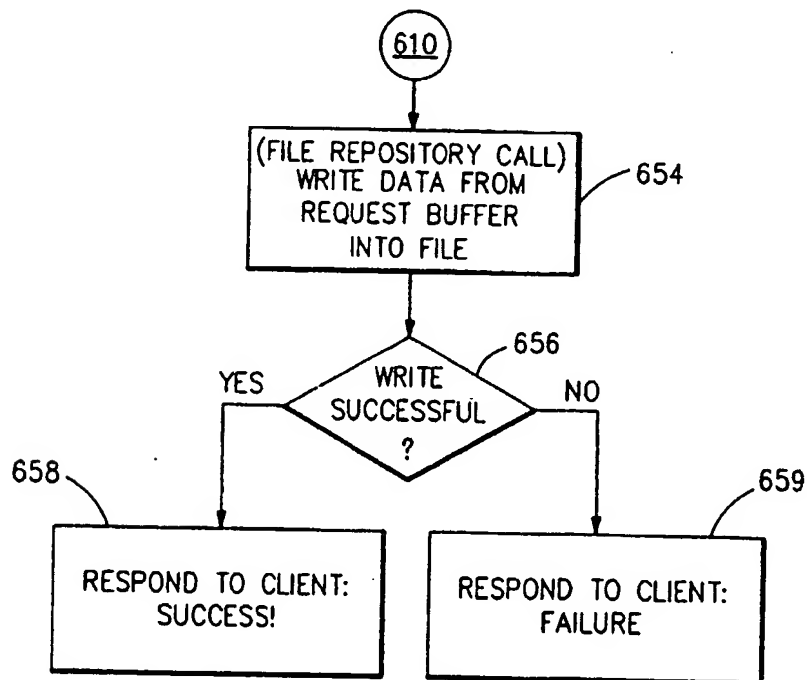 610
(FILE REPOSITORY CALL)
WRITE DATA FROM
REQUEST BUFFER
INTO FILE
654
656
WRITE
SUCCESSFUL
?
YES
NO
658
659
RESPOND TO CLIENT:
SUCCESS!
RESPOND TO CLIENT:
FAILURE